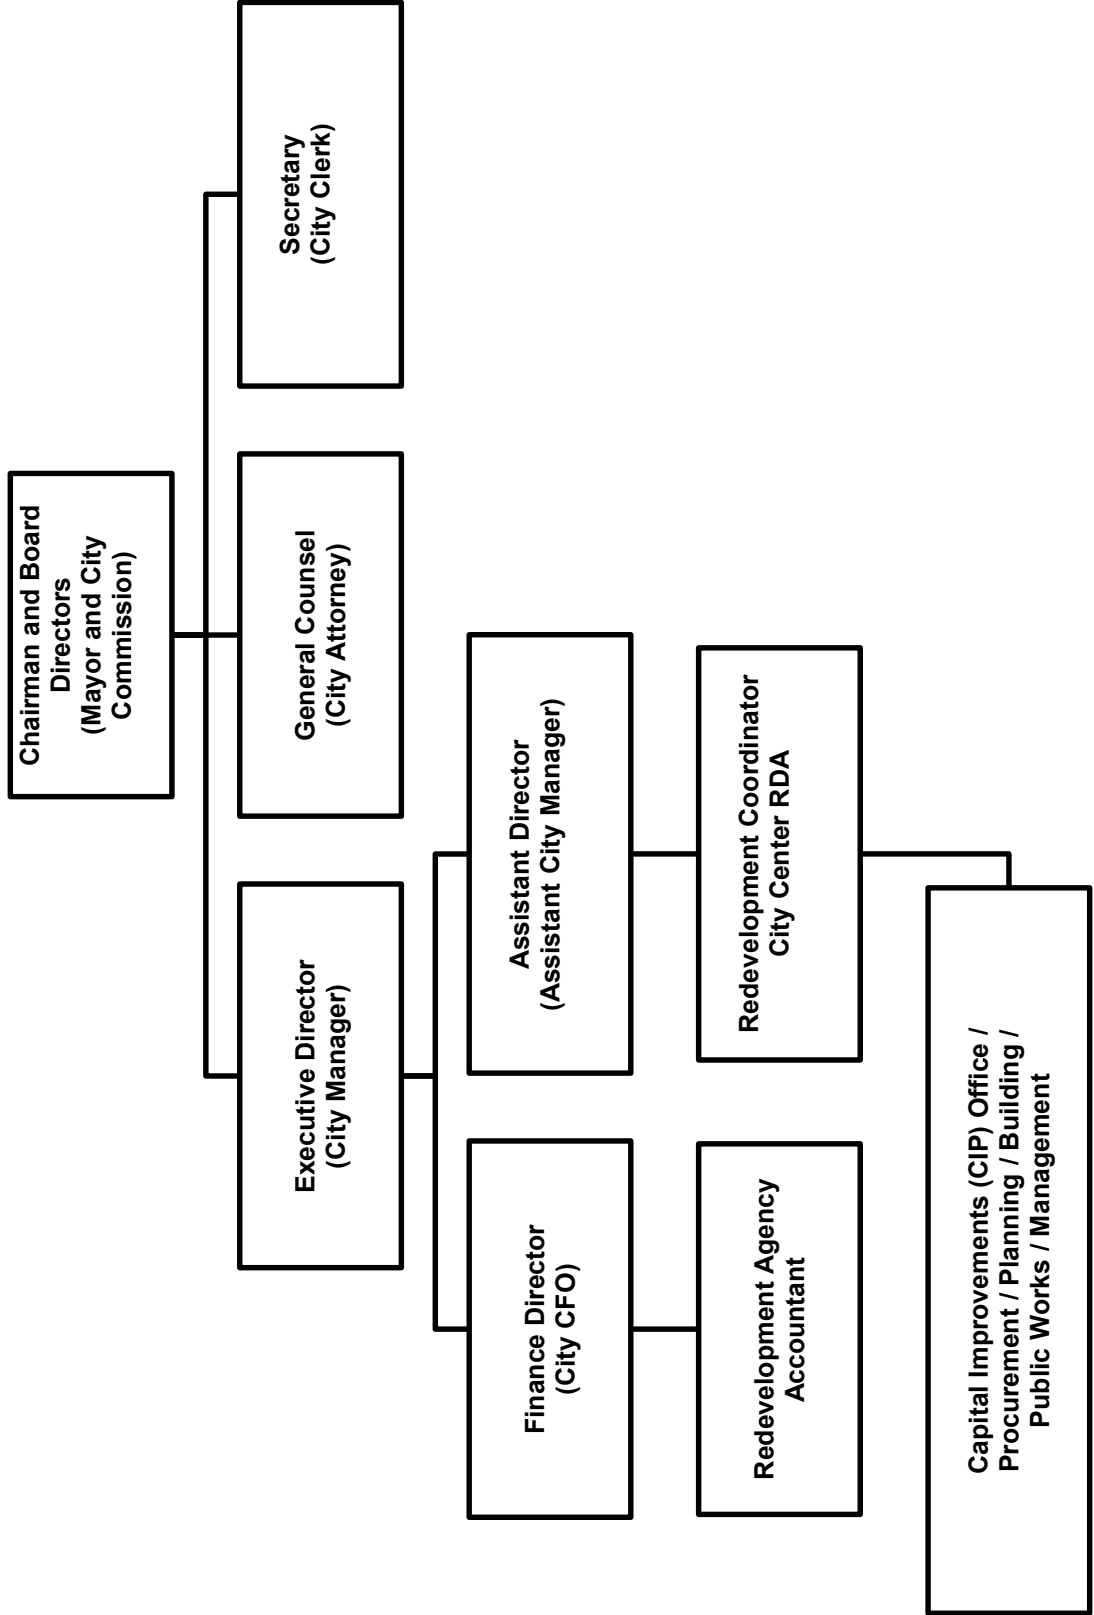 Chairman and Board
Directors
(Mayor and City
Commission)
Executive Director
(City Manager)
General Counsel
(City Attorney)
Secretary
(City Clerk)
Finance Director
(City CFO)
Assistant Director
(Assistant City Manager)
Redevelopment Agency
Accountant
Redevelopment Coordinator
City Center RDA
Capital Improvements (CIP) Office /
Procurement / Planning / Building /
Public Works / Management